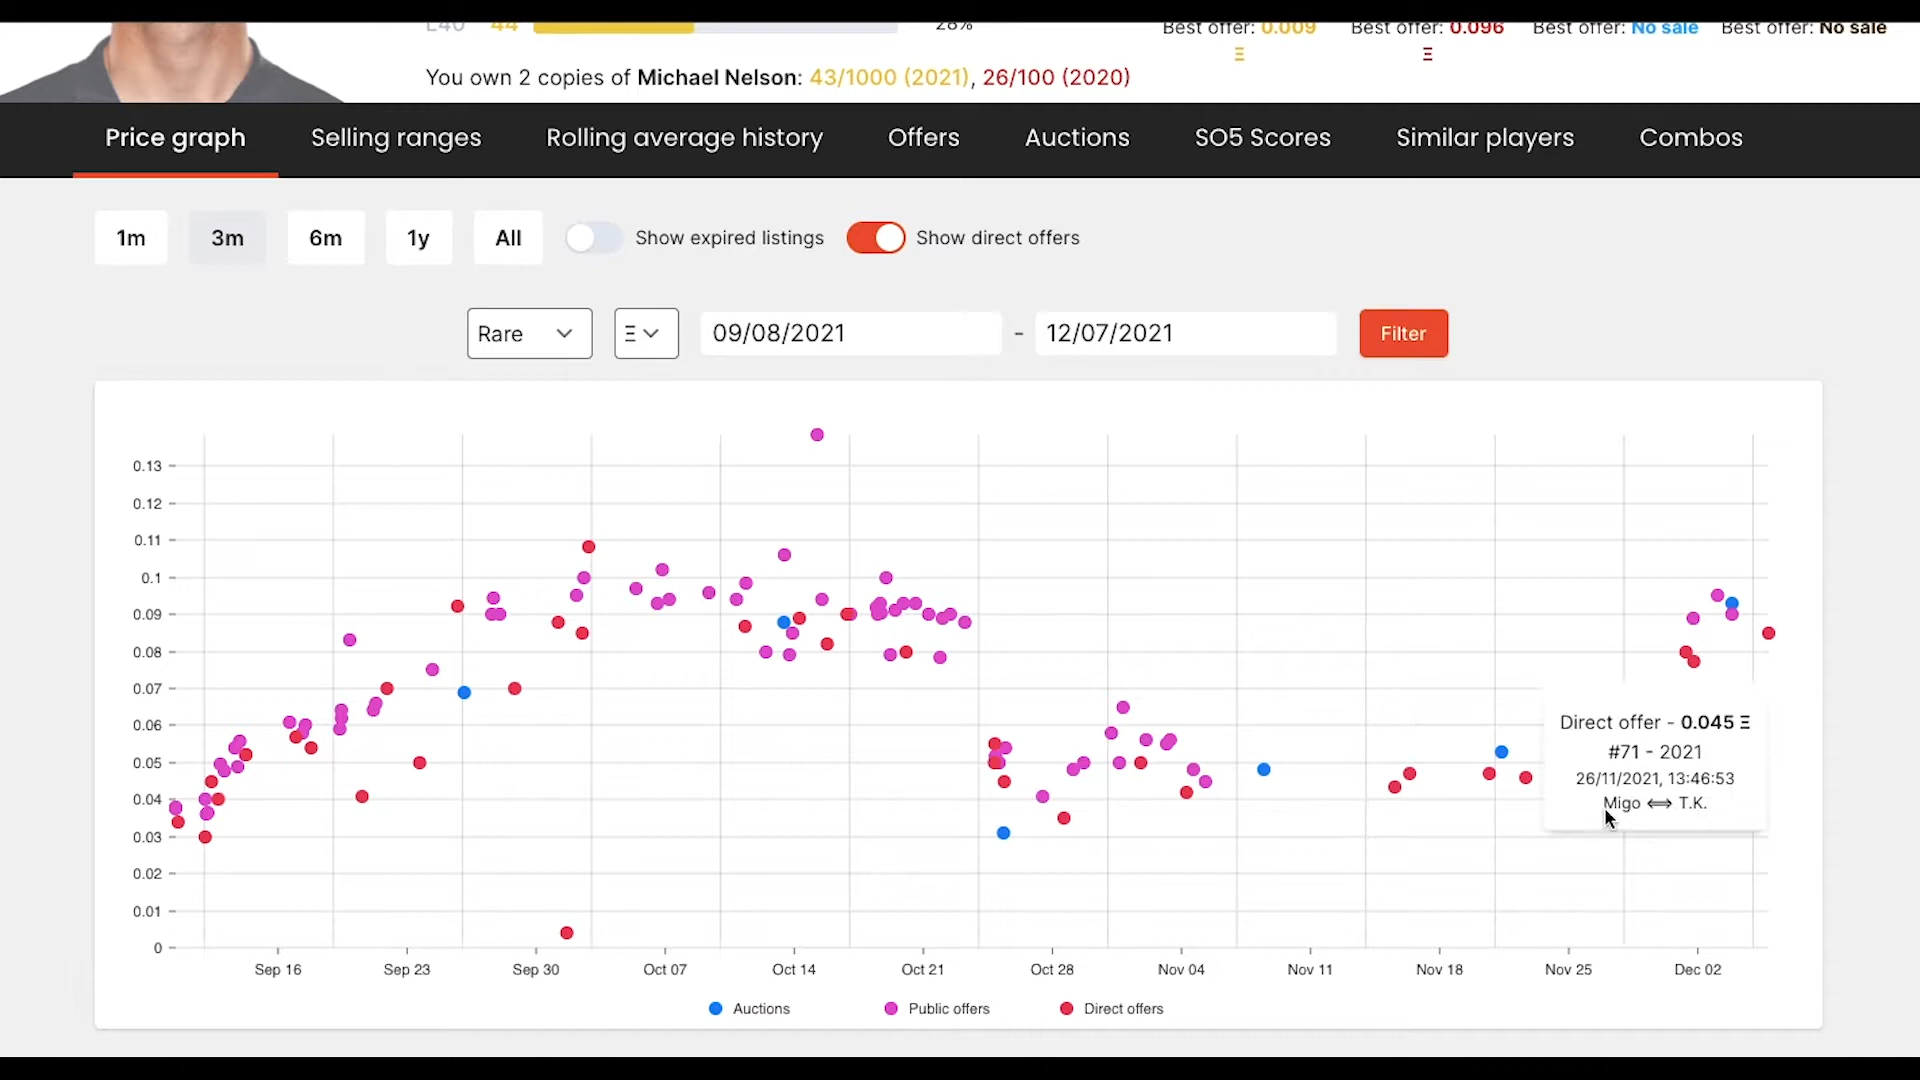 L40 44 28% Best offer: 0.009 Best offer: 0.096 Best offer: No sale Best offer: No sale
Ξ Ξ
You own 2 copies of Michael Nelson: 43/1000 (2021), 26/100 (2020)
Price graph Selling ranges Rolling average history Offers Auctions SO5 Scores Similar players Combos
1m 3m 6m 1y All Show expired listings Show direct offers
Rare Ξ 09/08/2021 - 12/07/2021 Filter
0.13
0.12
0.11
0.1
0.09
0.08
0.07
0.06
0.05
0.04
0.03
0.02
0.01
0
Direct offer - 0.045 Ξ
#71 - 2021
26/11/2021, 13:46:53
Migo ⟺ T.K.
Sep 16 Sep 23 Sep 30 Oct 07 Oct 14 Oct 21 Oct 28 Nov 04 Nov 11 Nov 18 Nov 25 Dec 02
Auctions Public offers Direct offers